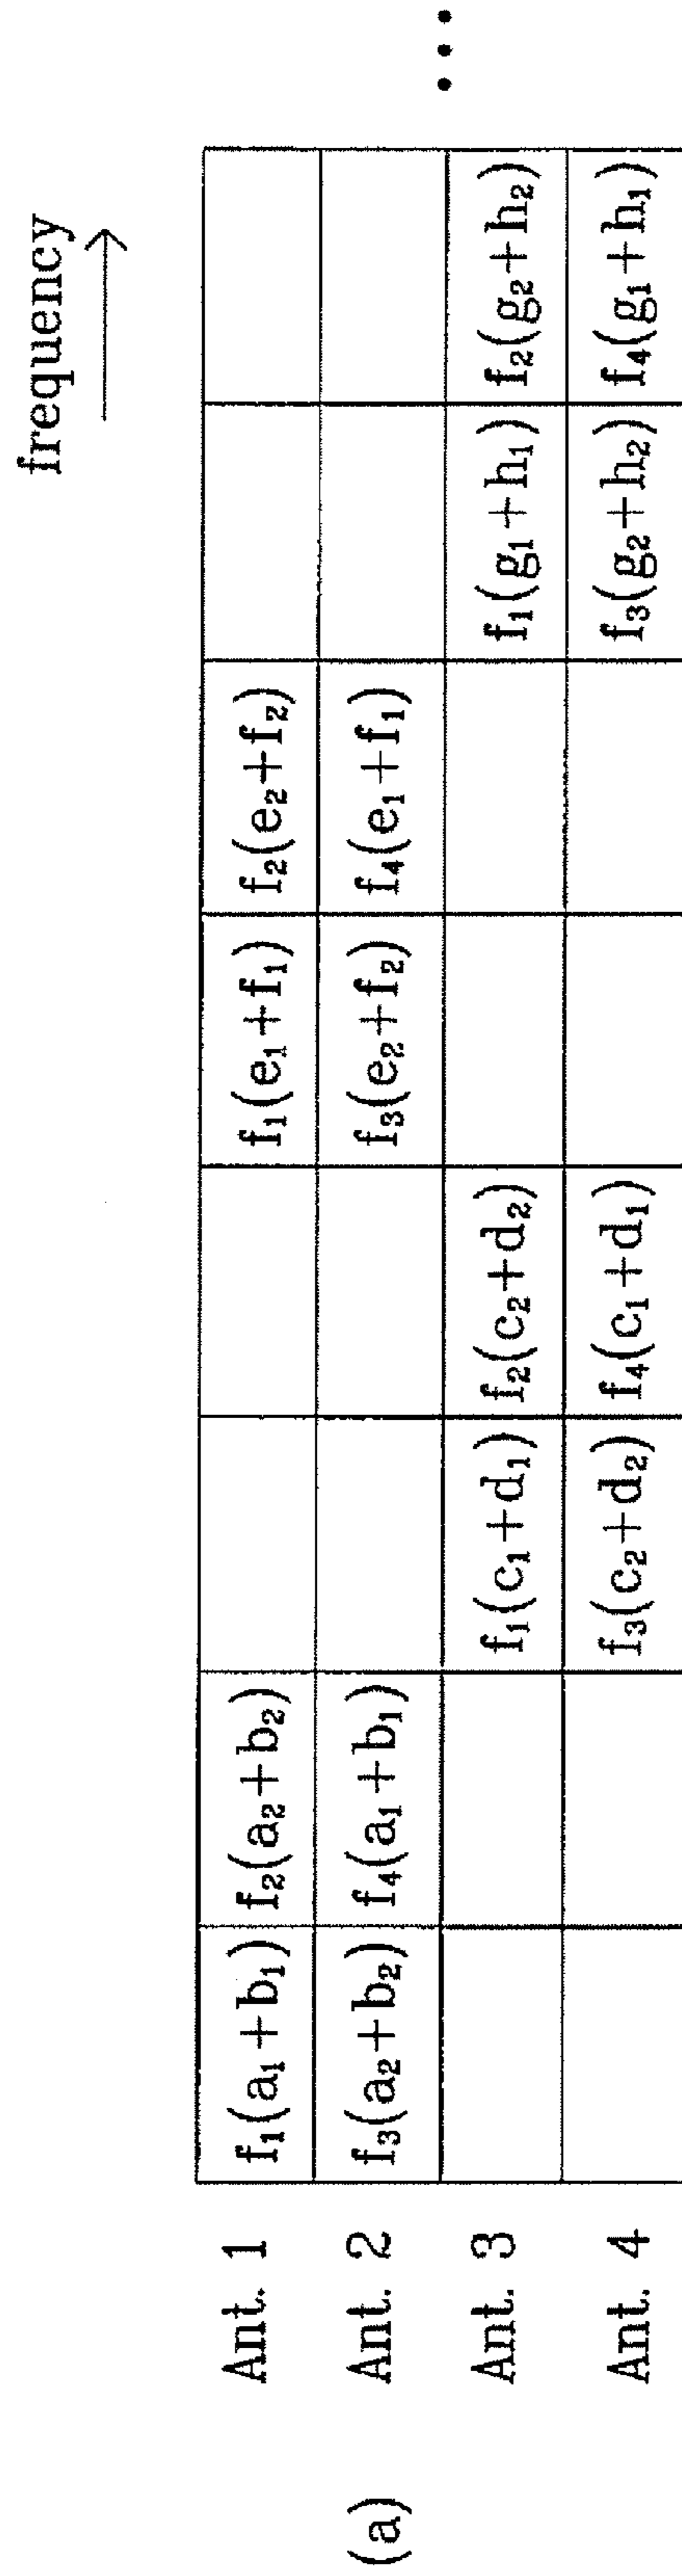 frequency
Ant. 1 f₁(a₁+b₁) f₂(a₂+b₂) f₁(e₁+f₁) f₂(e₂+f₂)
Ant. 2 f₃(a₂+b₂) f₄(a₁+b₁) f₃(e₂+f₂) f₄(e₁+f₁)
(a)
Ant. 3 f₁(c₁+d₁) f₂(c₂+d₂) f₁(g₁+h₁) f₂(g₂+h₂)
Ant. 4 f₃(c₂+d₂) f₄(c₁+d₁) f₃(g₂+h₂) f₄(g₁+h₁)